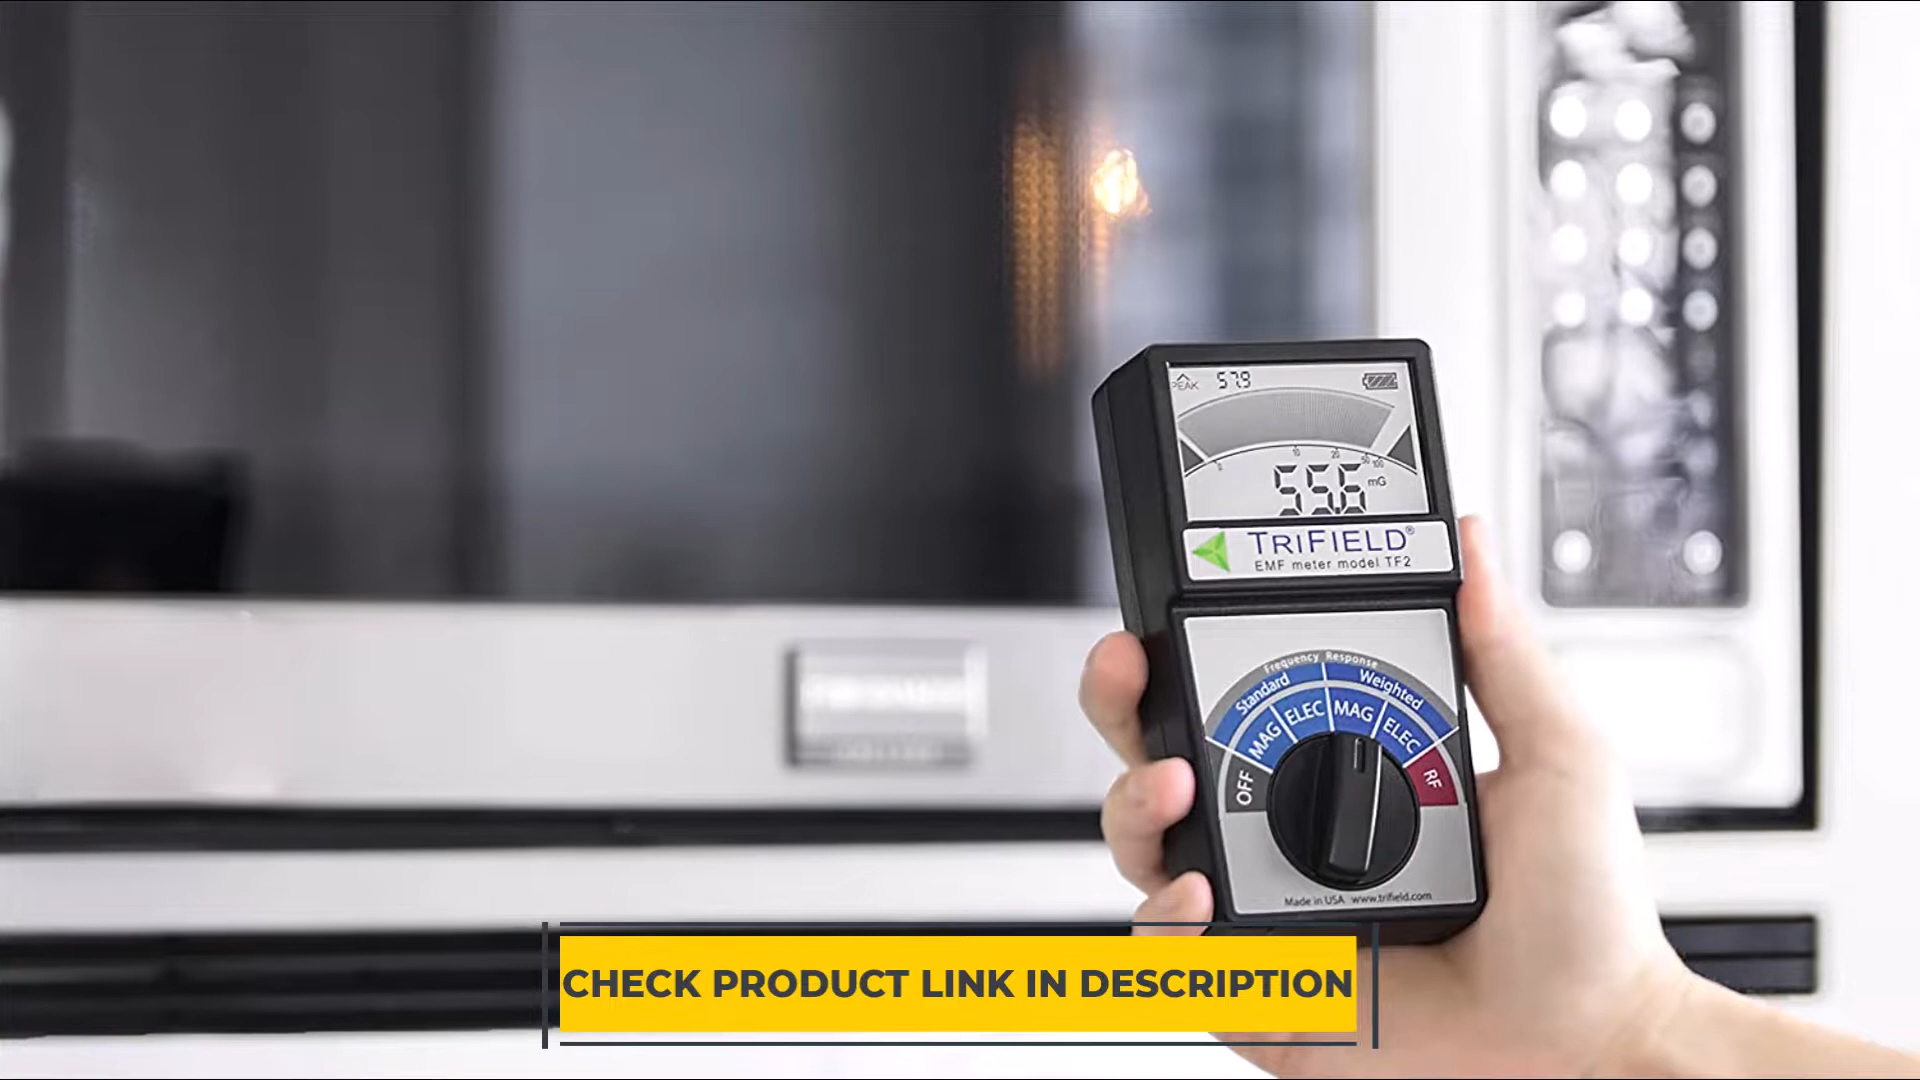 PEAK 57.9
0 10 20 50 100
55.6 mG
TRIFIELD®
EMF meter model TF2
Frequency Response
Standard Weighted
OFF MAG ELEC MAG ELEC RF
Made in USA www.trifield.com
CHECK PRODUCT LINK IN DESCRIPTION